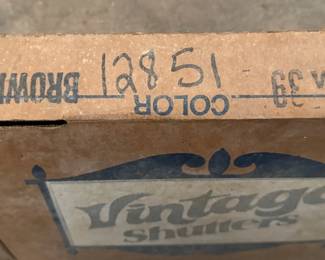 12851
BROWN
COLOR
39
Vintage
Shutters